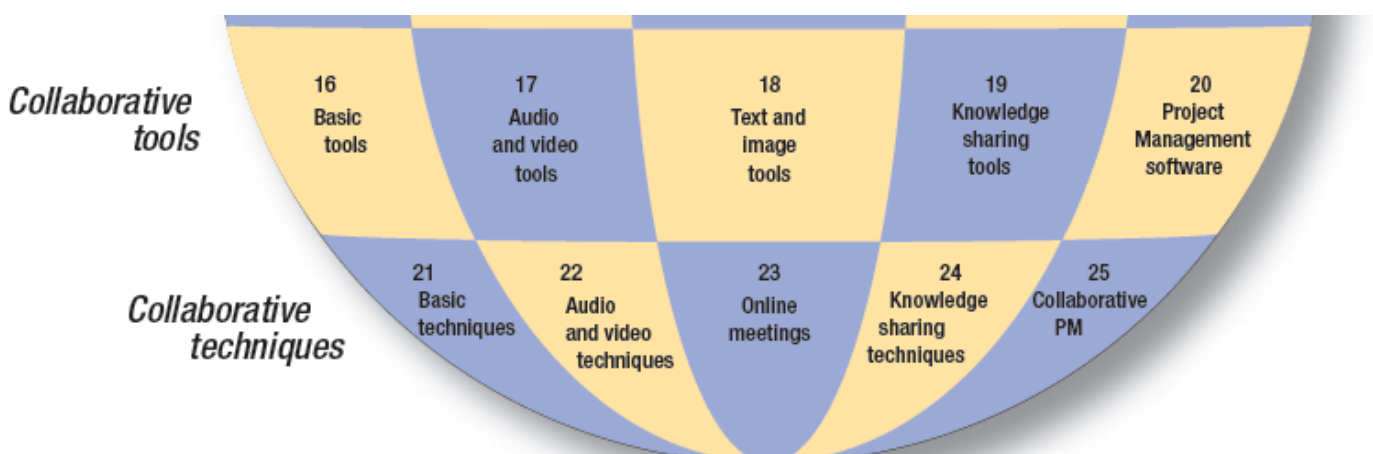 Collaborative
tools
16
Basic
tools
17
Audio
and video
tools
18
Text and
image
tools
19
Knowledge
sharing
tools
20
Project
Management
software
Collaborative
techniques
21
Basic
techniques
22
Audio
and video
techniques
23
Online
meetings
24
Knowledge
sharing
techniques
25
Collaborative
PM